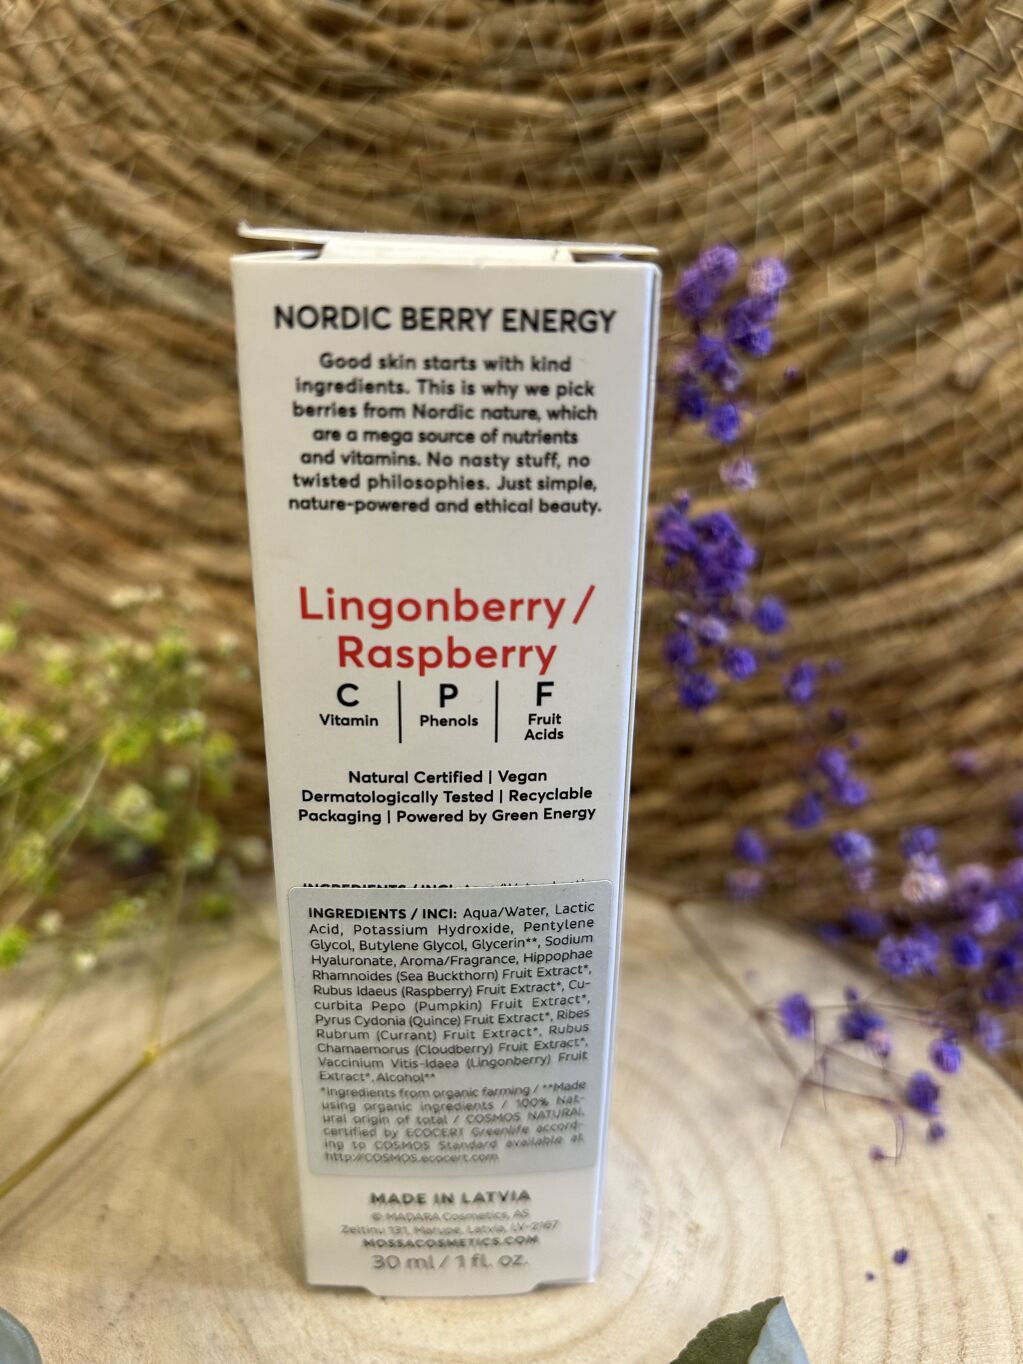 NORDIC BERRY ENERGY
Good skin starts with kind
ingredients. This is why we pick
berries from Nordic nature, which
are a mega source of nutrients
and vitamins. No nasty stuff, no
twisted philosophies. Just simple,
nature-powered and ethical beauty.
Lingonberry /
Raspberry
C | P | F
Vitamin Phenols Fruit
Acids
Natural Certified | Vegan
Dermatologically Tested | Recyclable
Packaging | Powered by Green Energy
INGREDIENTS / INCI:
INGREDIENTS / INCI: Aqua/Water, Lactic
Acid, Potassium Hydroxide, Pentylene
Glycol, Butylene Glycol, Glycerin**, Sodium
Hyaluronate, Aroma/Fragrance, Hippophae
Rhamnoides (Sea Buckthorn) Fruit Extract*,
Rubus Idaeus (Raspberry) Fruit Extract*, Cu-
curbita Pepo (Pumpkin) Fruit Extract*,
Pyrus Cydonia (Quince) Fruit Extract*, Ribes
Rubrum (Currant) Fruit Extract*, Rubus
Chamaemorus (Cloudberry) Fruit Extract*,
Vaccinium Vitis-Idaea (Lingonberry) Fruit
Extract*, Alcohol**
*Ingredients from organic farming / **Made
using organic ingredients / 100% Nat-
ural origin of total / COSMOS NATURAL
certified by ECOCERT Greenlife accord-
ing to COSMOS Standard available at
http://COSMOS.ecocert.com
MADE IN LATVIA
© MADARA Cosmetics, AS
Zeltiņu 131, Mārupe, Latvia, LV-2167
MOSSACOSMETICS.COM
30 ml / 1 fl. oz.